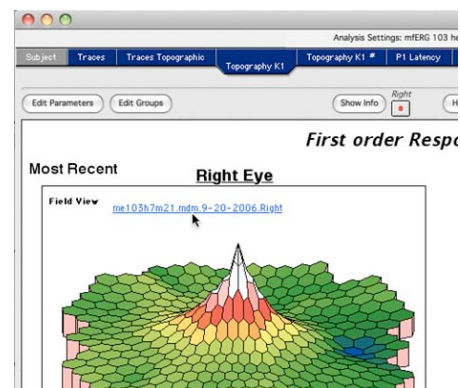 Analysis Settings: mfERG 103 he
Subject Traces Traces Topographic Topography K1 Topography K1 # P1 Latency
Edit Parameters Edit Groups Show Info Right H
First order Respo
Most Recent
Right Eye
Field View me103h7m21.mdm.9-20-2006.Right